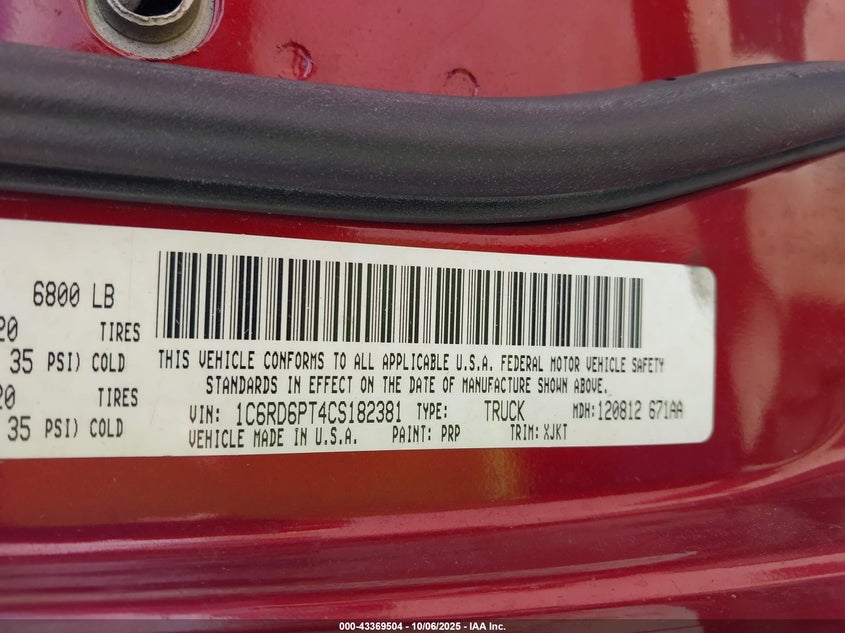 6800 LB
20 TIRES
35 PSI) COLD
20 TIRES
35 PSI) COLD
THIS VEHICLE CONFORMS TO ALL APPLICABLE U.S.A. FEDERAL MOTOR VEHICLE SAFETY
STANDARDS IN EFFECT ON THE DATE OF MANUFACTURE SHOWN ABOVE.
VIN: 1C6RD6PT4CS182381 TYPE: TRUCK MDH:120812 671AA
VEHICLE MADE IN U.S.A. PAINT: PRP TRIM: XJKT
000-43369504 - 10/06/2025 - IAA Inc.